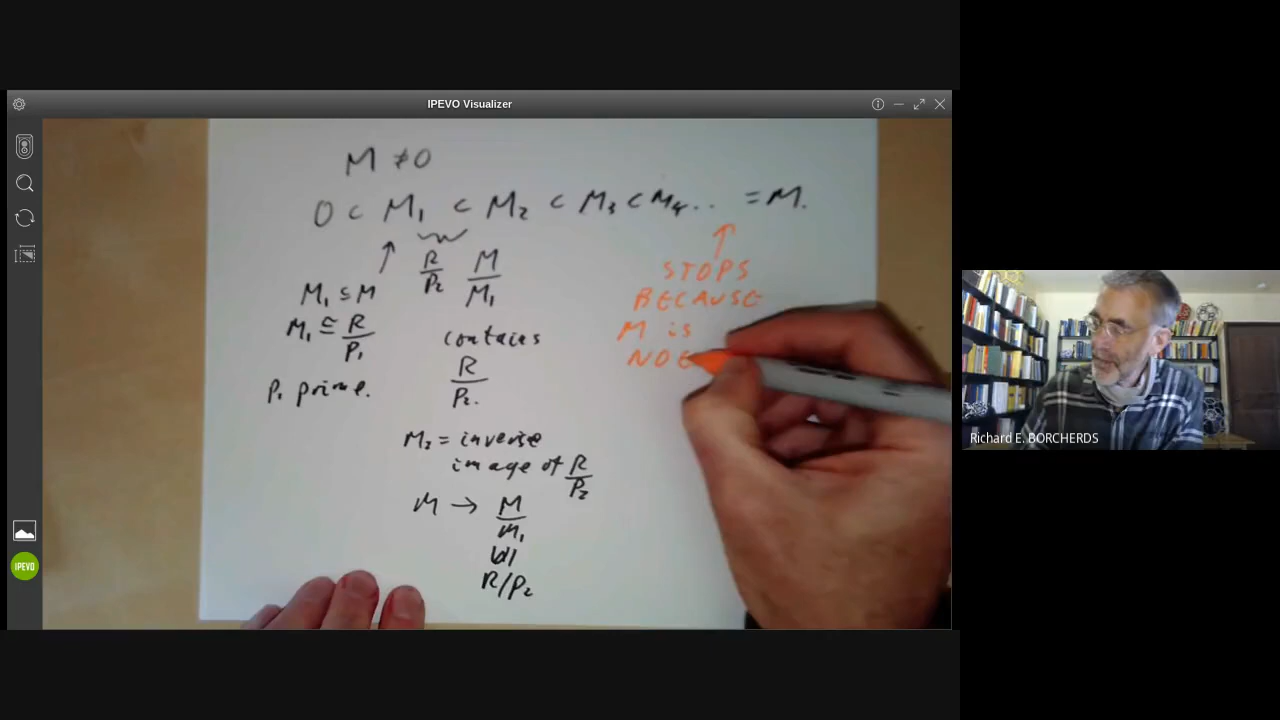 IPEVO Visualizer
M ≠ 0
0 ⊂ M₁ ⊂ M₂ ⊂ M₃ ⊂ M₄ .. = M.
R/P₂ M/M₁
M₁ ⊆ M
M₁ ≅ R/P₁
P₁ prime.
contains
R/P₂.
M₂ = inverse
image of R/P₂
M → M/M₁
∪I
R/P₂
STOPS
BECAUSE
M is
NOE
IPEVO
Richard E. BORCHERDS